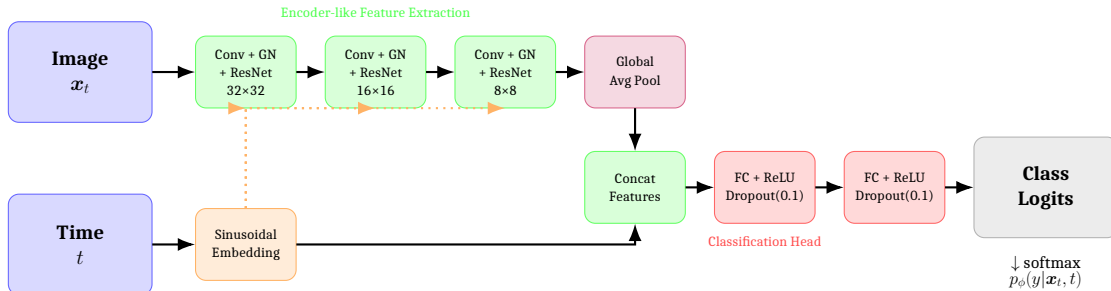 Encoder-like Feature Extraction
Image
𝒙ₜ
Conv + GN
+ ResNet
32×32
Conv + GN
+ ResNet
16×16
Conv + GN
+ ResNet
8×8
Global
Avg Pool
Concat
Features
FC + ReLU
Dropout(0.1)
FC + ReLU
Dropout(0.1)
Class
Logits
Time
t
Sinusoidal
Embedding
Classification Head
↓ softmax
p_ϕ(y|𝒙ₜ, t)